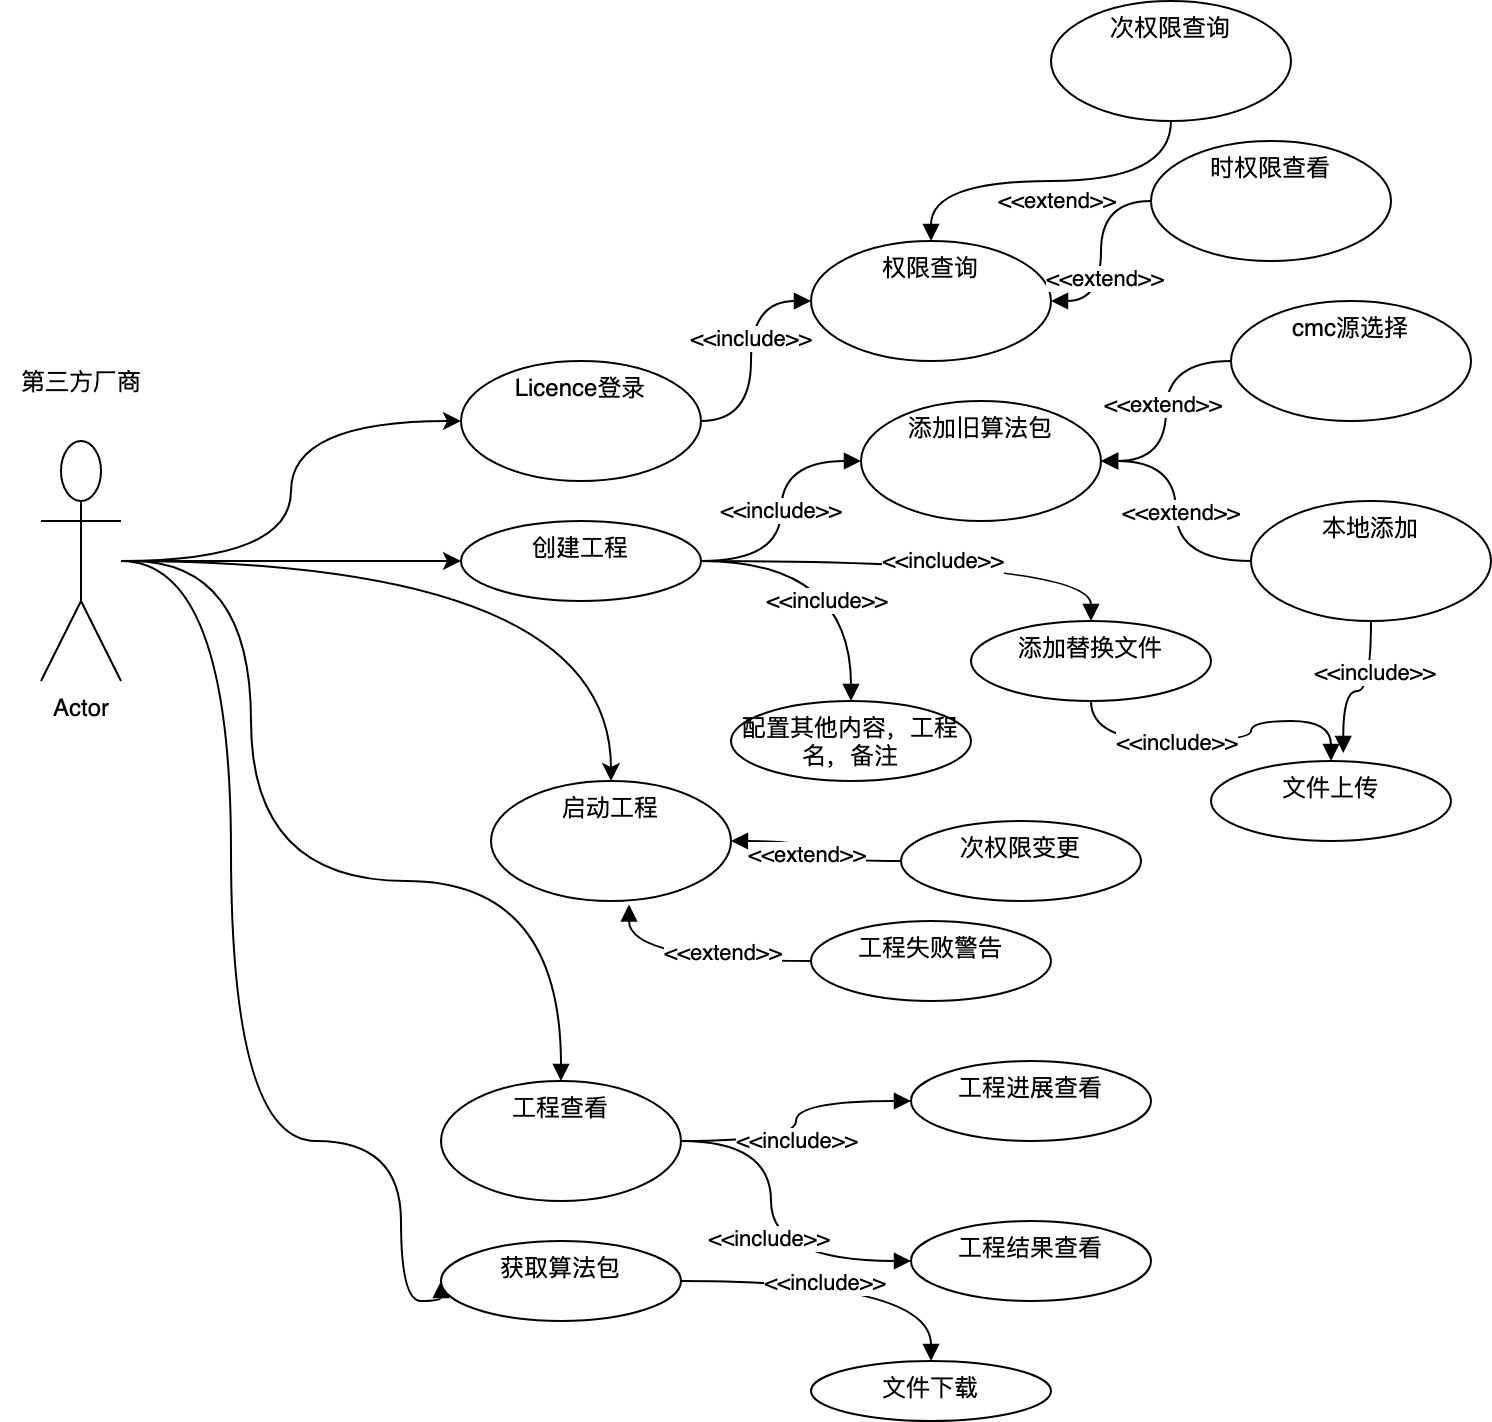 次权限查询
时权限查看
<<extend>>
权限查询
<<extend>>
cmc源选择
<<include>>
第三方厂商
Licence登录
<<extend>>
添加旧算法包
<<include>>
<<extend>>
本地添加
创建工程
<<include>>
<<include>>
添加替换文件
<<include>>
Actor
配置其他内容，工程
名，备注
<<include>>
文件上传
启动工程
次权限变更
<<extend>>
工程失败警告
<<extend>>
工程进展查看
工程查看
<<include>>
<<include>>
工程结果查看
获取算法包
<<include>>
文件下载